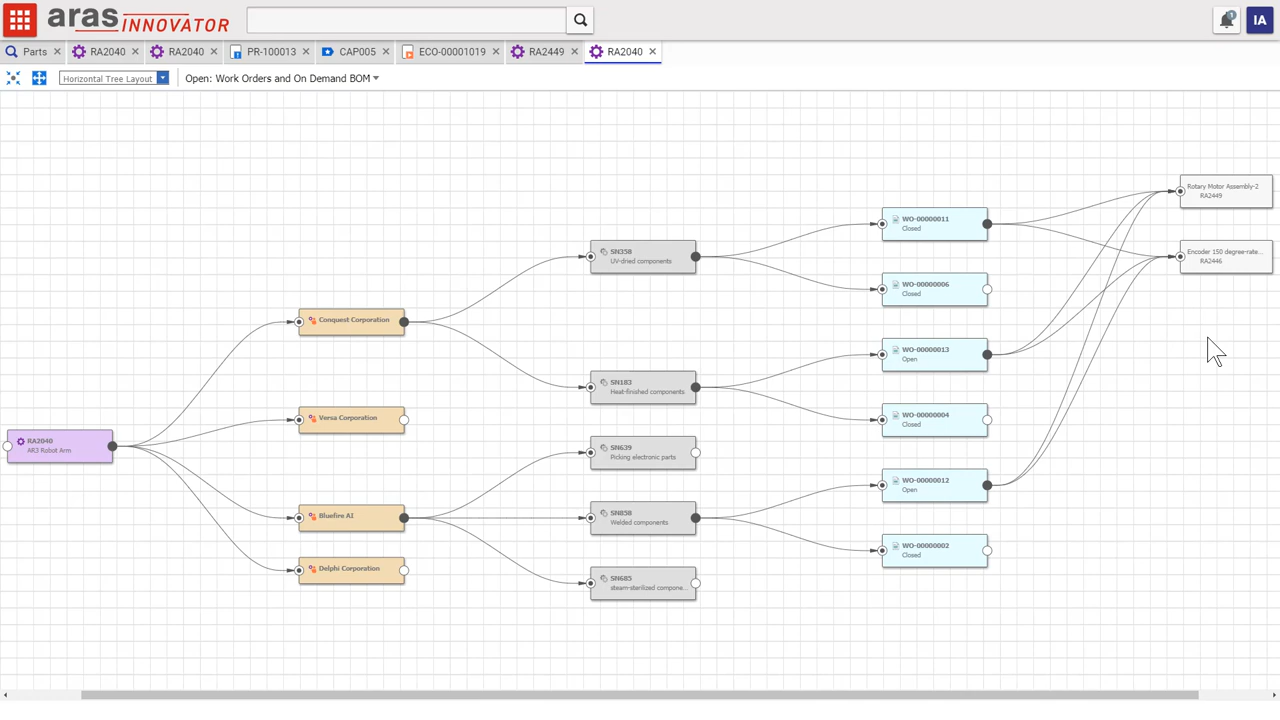 aras INNOVATOR
IA
Parts
RA2040
RA2040
PR-100013
CAP005
ECO-00001019
RA2449
RA2040
Horizontal Tree Layout
Open: Work Orders and On Demand BOM
Rotary Motor Assembly-2
RA2449
WO-00000011
Closed
SN358
UV-dried components
Encoder 150 degree-rate...
RA2446
WO-00000006
Closed
Conquest Corporation
WO-00000013
Open
SN183
Heat-finished components
Versa Corporation
WO-00000004
Closed
RA2040
AR3 Robot Arm
SN639
Picking electronic parts
WO-00000012
Open
Bluefire AI
SN858
Welded components
WO-00000002
Closed
Delphi Corporation
SN685
steam-sterilized compone...